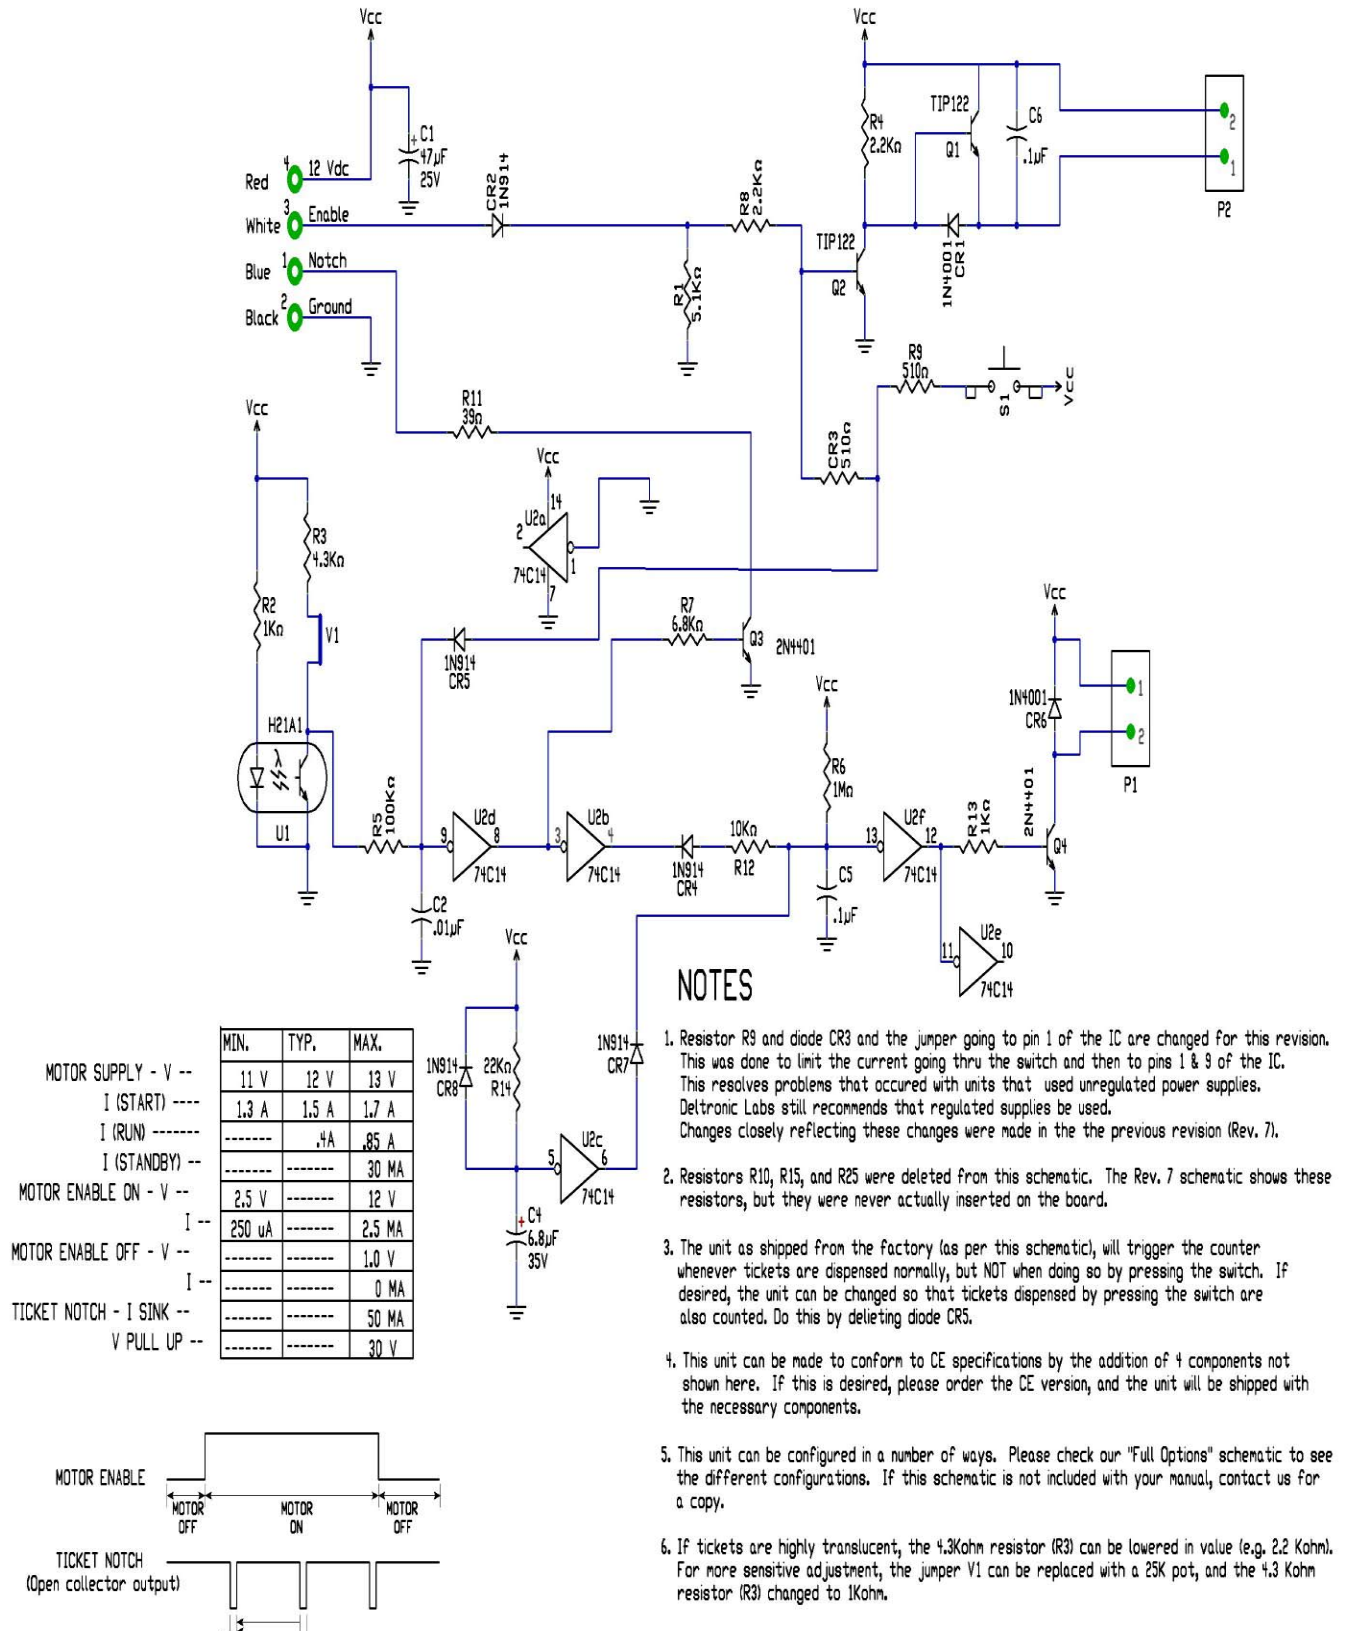 Vcc
Vcc
C1
47µF
25V
Red
4
12 Vdc
White
3
Enable
Blue
1
Notch
Black
2
Ground
CR2
1N914
R8
2.2KΩ
R1
5.1KΩ
R4
2.2KΩ
TIP122
Q1
C6
.1µF
TIP122
Q2
1N4001
CR1
2
1
P2
R9
510Ω
S1
Vcc
CR3
510Ω
R11
39Ω
Vcc
R3
4.3KΩ
R2
1KΩ
V1
H21A1
U1
Vcc
14
U2a
2
1
74C14
7
1N914
CR5
R7
6.8KΩ
Q3
2N4401
Vcc
R6
1MΩ
Vcc
1N4001
CR6
1
2
P1
2N4401
Q4
R5
100KΩ
9
U2d
8
74C14
3
U2b
4
74C14
1N914
CR4
10KΩ
R12
C5
.1µF
13
U2f
12
74C14
R13
1KΩ
11
U2e
10
74C14
C2
.01µF
Vcc
1N914
CR8
22KΩ
R14
1N914
CR7
5
U2c
6
74C14
+ C4
6.8µF
35V
MIN. TYP. MAX.
MOTOR SUPPLY - V -- 11 V 12 V 13 V
I (START) ---- 1.3 A 1.5 A 1.7 A
I (RUN) ------- ------- .4A .85 A
I (STANDBY) -- ------- ------- 30 MA
MOTOR ENABLE ON - V -- 2.5 V ------- 12 V
I -- 250 uA ------- 2.5 MA
MOTOR ENABLE OFF - V -- ------- ------- 1.0 V
I -- ------- ------- 0 MA
TICKET NOTCH - I SINK -- ------- ------- 50 MA
V PULL UP -- ------- ------- 30 V
MOTOR ENABLE
MOTOR OFF
MOTOR ON
MOTOR OFF
TICKET NOTCH
(Open collector output)
NOTES
1. Resistor R9 and diode CR3 and the jumper going to pin 1 of the IC are changed for this revision.
This was done to limit the current going thru the switch and then to pins 1 & 9 of the IC.
This resolves problems that occured with units that used unregulated power supplies.
Deltronic Labs still recommends that regulated supplies be used.
Changes closely reflecting these changes were made in the the previous revision (Rev. 7).
2. Resistors R10, R15, and R25 were deleted from this schematic. The Rev. 7 schematic shows these
resistors, but they were never actually inserted on the board.
3. The unit as shipped from the factory (as per this schematic), will trigger the counter
whenever tickets are dispensed normally, but NOT when doing so by pressing the switch. If
desired, the unit can be changed so that tickets dispensed by pressing the switch are
also counted. Do this by delieting diode CR5.
4. This unit can be made to conform to CE specifications by the addition of 4 components not
shown here. If this is desired, please order the CE version, and the unit will be shipped with
the necessary components.
5. This unit can be configured in a number of ways. Please check our "Full Options" schematic to see
the different configurations. If this schematic is not included with your manual, contact us for
a copy.
6. If tickets are highly translucent, the 4.3Kohm resistor (R3) can be lowered in value (e.g. 2.2 Kohm).
For more sensitive adjustment, the jumper V1 can be replaced with a 25K pot, and the 4.3 Kohm
resistor (R3) changed to 1Kohm.